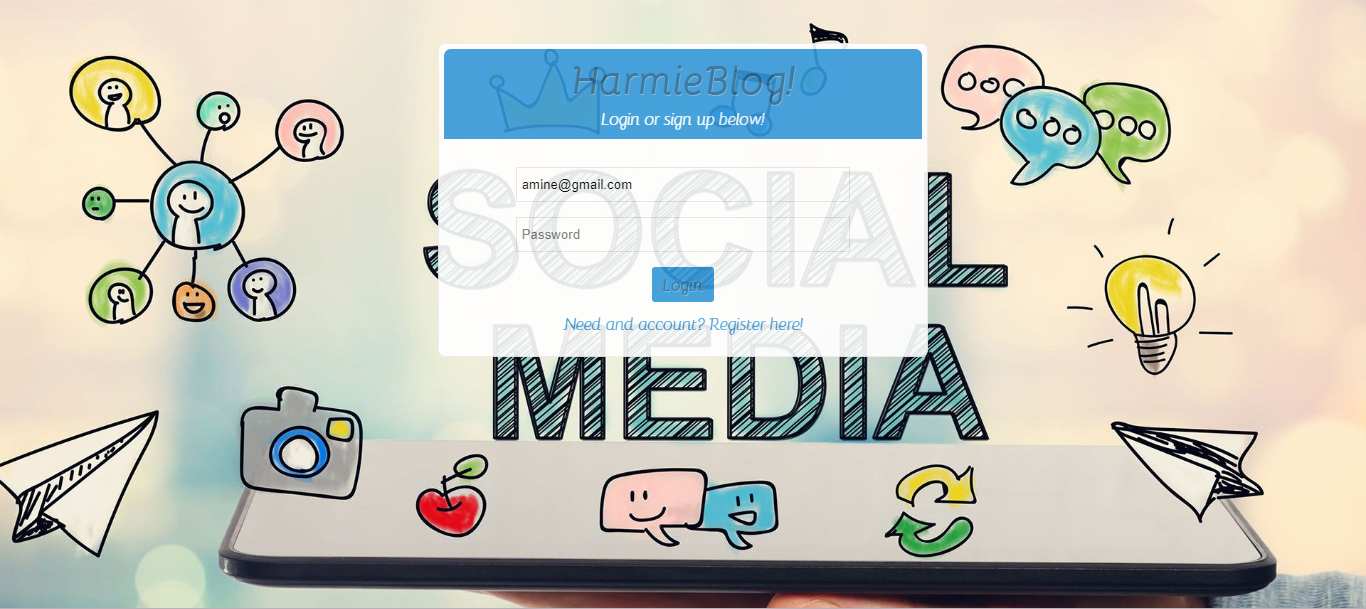 HarmieBlog!
Login or sign up below!
amine@gmail.com
Password
Login
Need and account? Register here!
SOCIAL
MEDIA